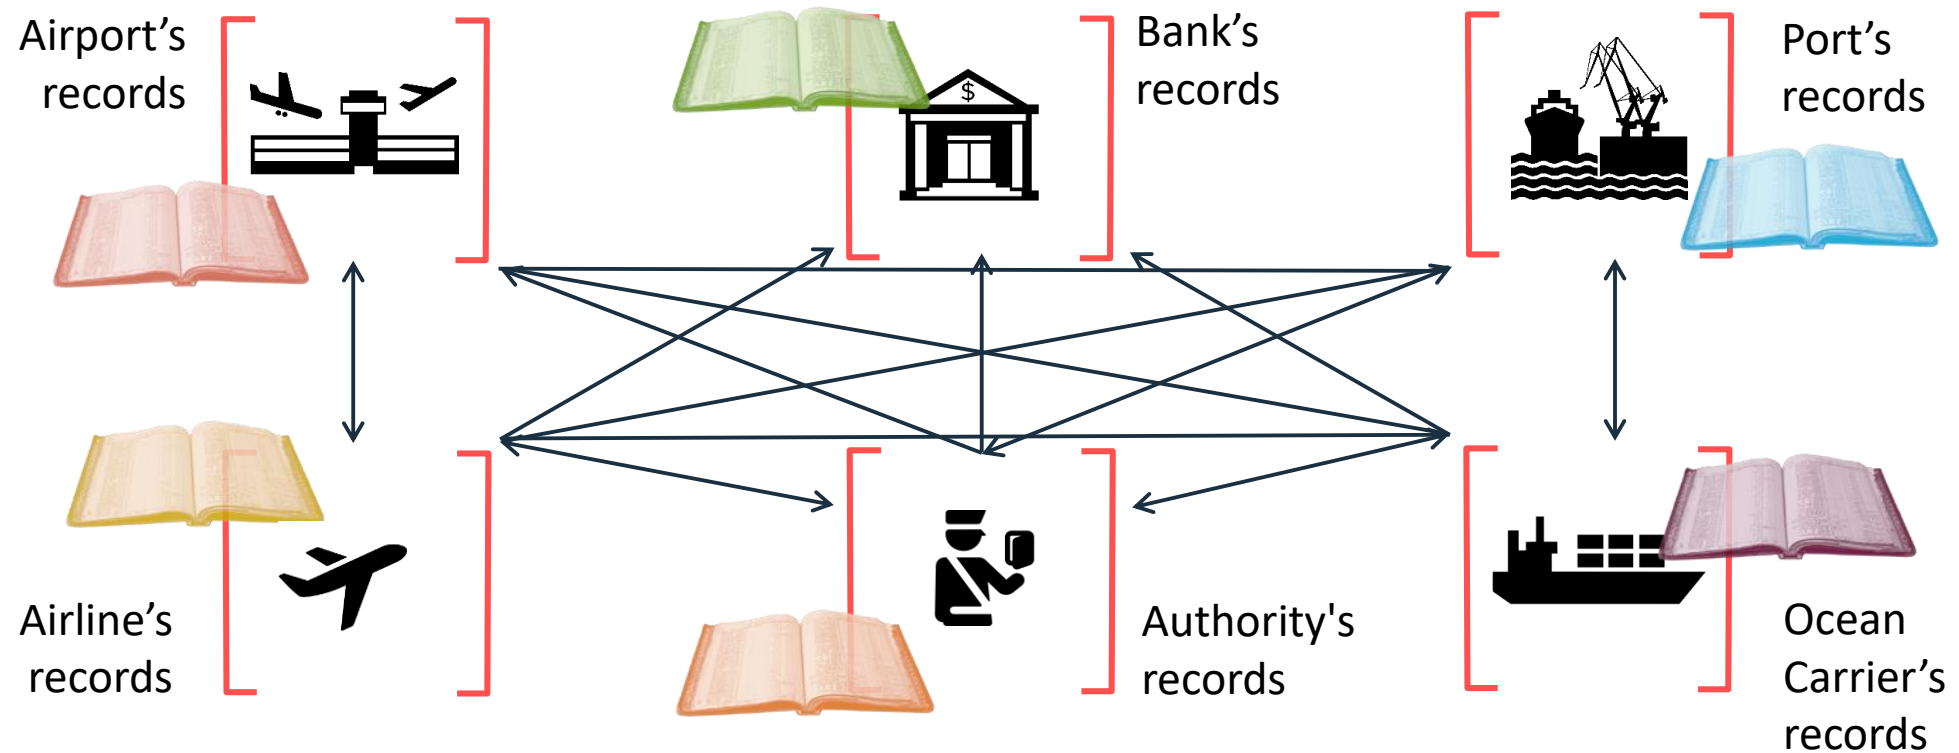 Airport’s
records
Bank’s
records
Port’s
records
$
Airline’s
records
Authority's
records
Ocean
Carrier’s
records